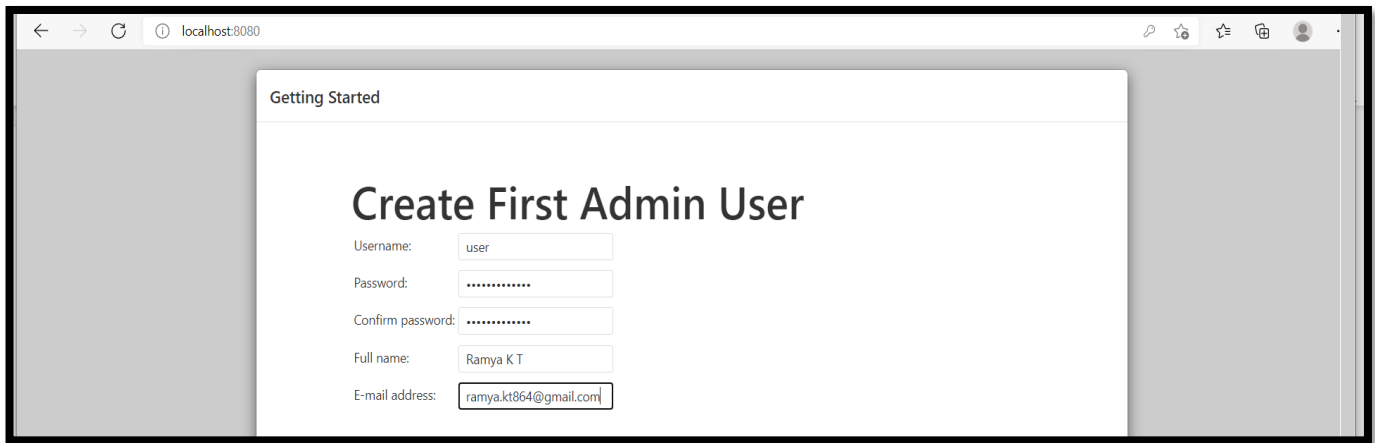 localhost:8080
Getting Started
Create First Admin User
Username: user
Password: •••••••••••••
Confirm password: •••••••••••••
Full name: Ramya K T
E-mail address: ramya.kt864@gmail.com